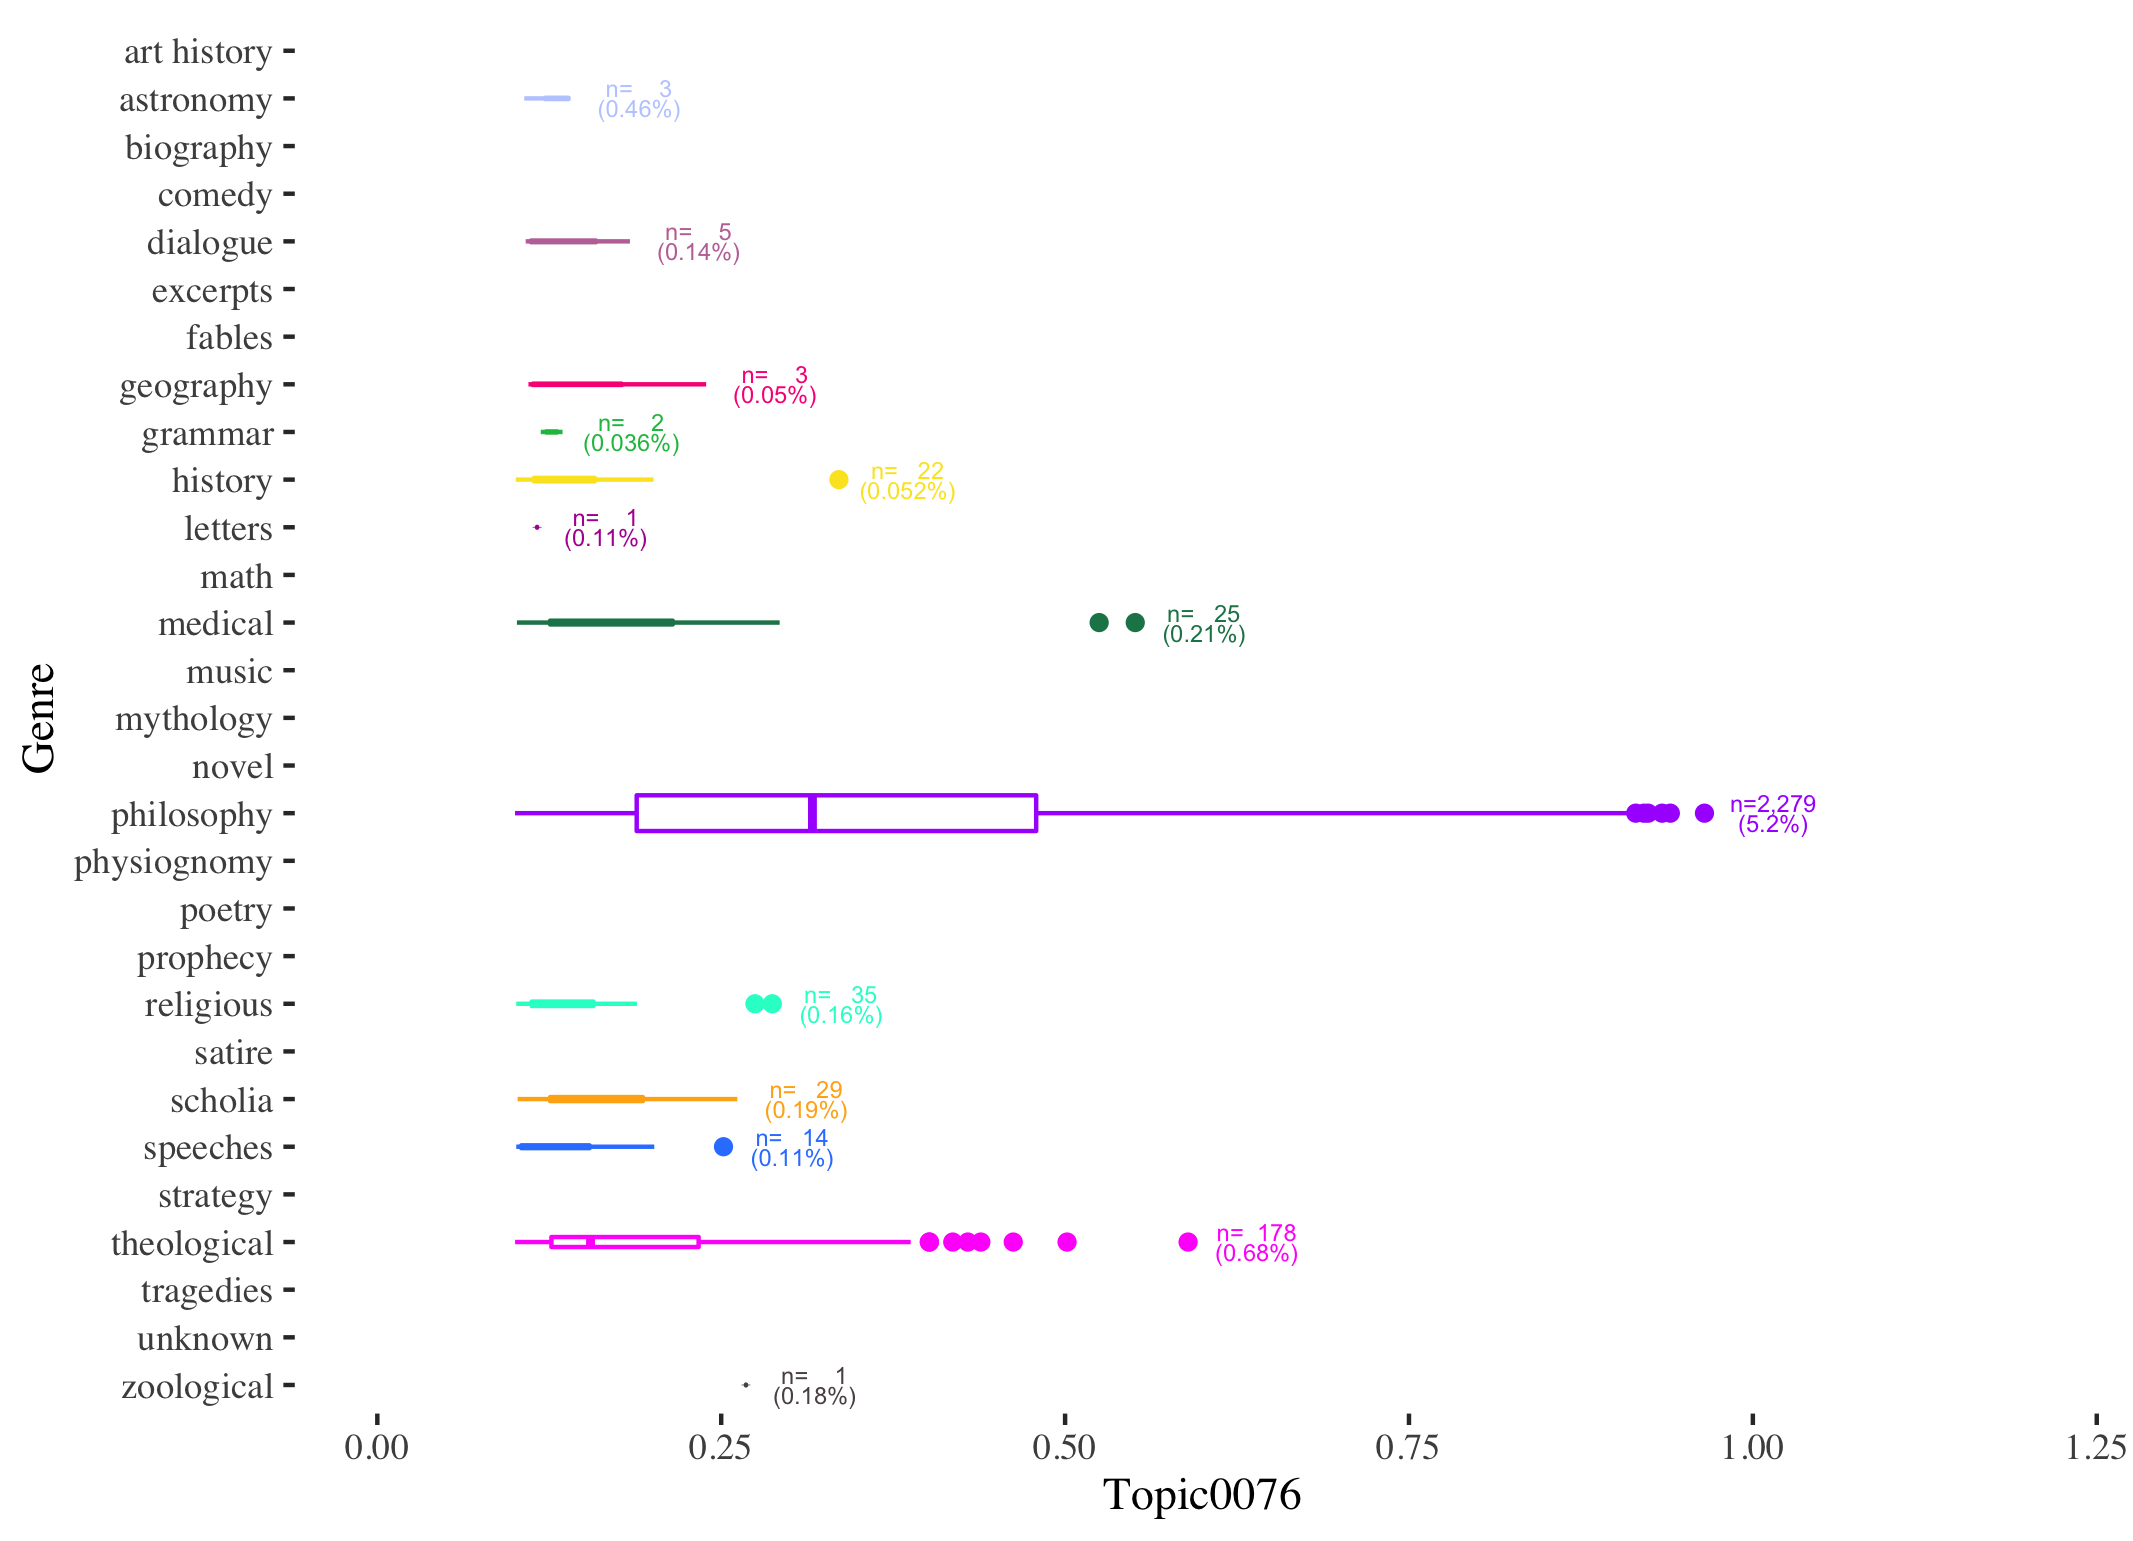 art history
astronomy
n= 3
(0.46%)
biography
comedy
dialogue
n= 5
(0.14%)
excerpts
fables
geography
n= 3
(0.05%)
grammar
n= 2
(0.036%)
history
n= 22
(0.052%)
letters
n= 1
(0.11%)
math
medical
n= 25
(0.21%)
music
mythology
novel
philosophy
n=2,279
(5.2%)
physiognomy
poetry
prophecy
religious
n= 35
(0.16%)
satire
scholia
n= 29
(0.19%)
speeches
n= 14
(0.11%)
strategy
theological
n= 178
(0.68%)
tragedies
unknown
zoological
n= 1
(0.18%)
Genre
0.00 0.25 0.50 0.75 1.00 1.25
Topic0076